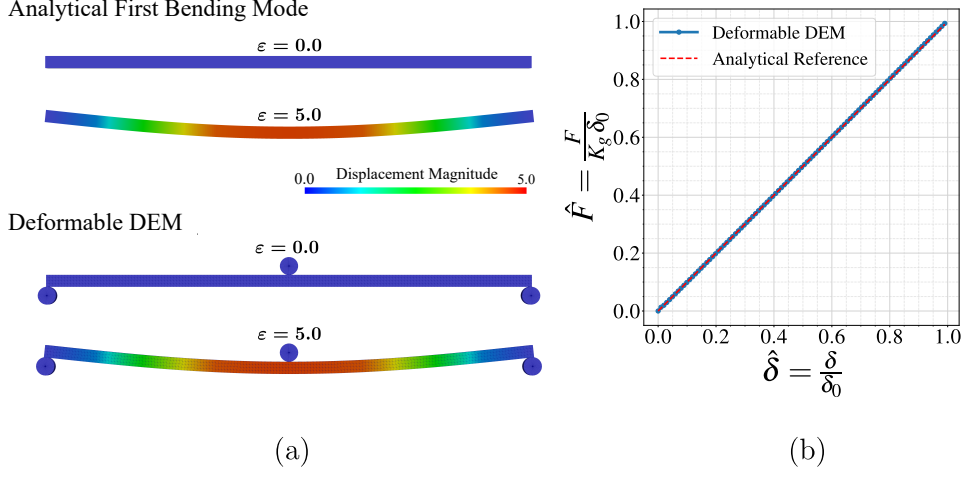 Analytical First Bending Mode
ε = 0.0
ε = 5.0
Displacement Magnitude
0.0 5.0
Deformable DEM
ε = 0.0
ε = 5.0
(a)
Deformable DEM
Analytical Reference
1.0
0.8
0.6
0.4
0.2
0.0
F̂ = F / K_g δ_0
0.0 0.2 0.4 0.6 0.8 1.0
δ̂ = δ / δ_0
(b)